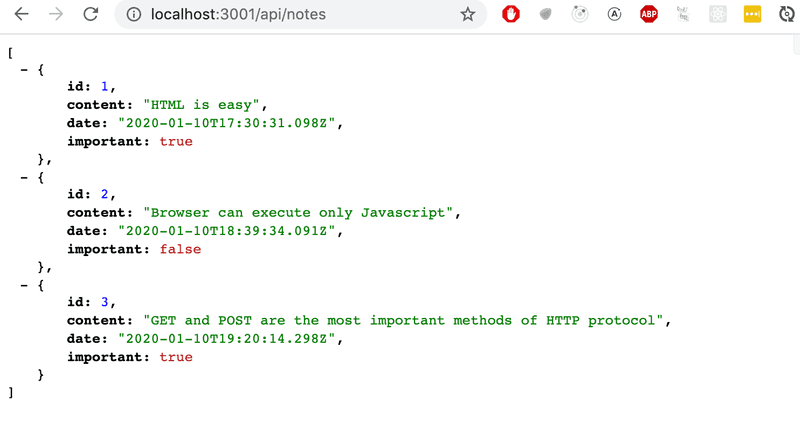 localhost:3001/api/notes
ABP
[
− {
id: 1,
content: "HTML is easy",
date: "2020-01-10T17:30:31.098Z",
important: true
},
− {
id: 2,
content: "Browser can execute only Javascript",
date: "2020-01-10T18:39:34.091Z",
important: false
},
− {
id: 3,
content: "GET and POST are the most important methods of HTTP protocol",
date: "2020-01-10T19:20:14.298Z",
important: true
}
]